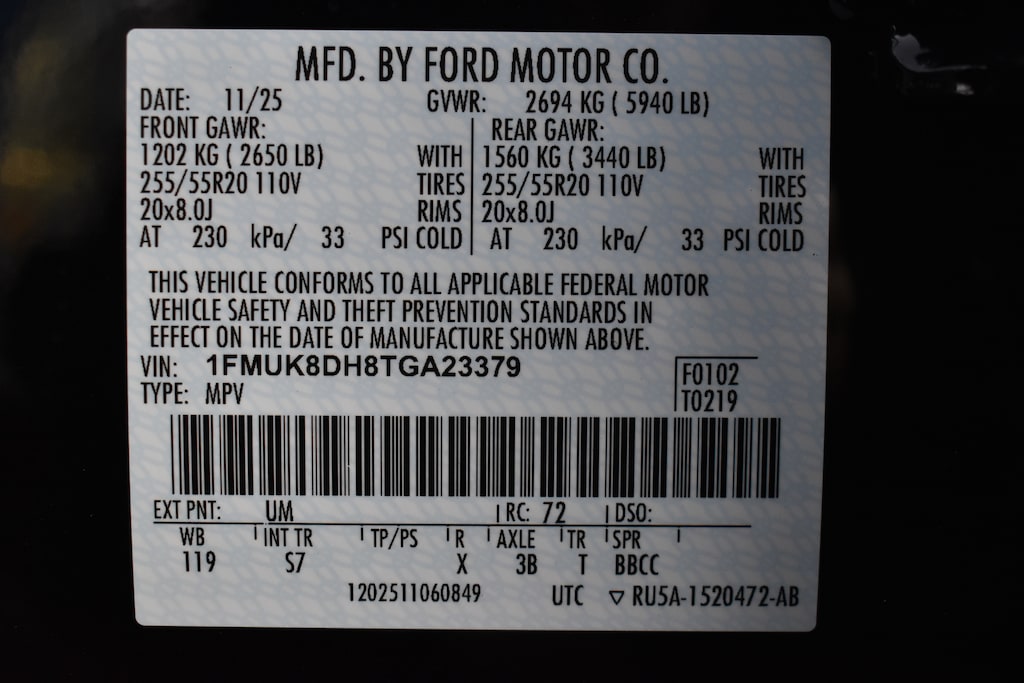 MFD. BY FORD MOTOR CO.
DATE: 11/25 GVWR: 2694 KG ( 5940 LB)
FRONT GAWR: REAR GAWR:
1202 KG ( 2650 LB) WITH 1560 KG ( 3440 LB) WITH
255/55R20 110V TIRES 255/55R20 110V TIRES
20x8.0J RIMS 20x8.0J RIMS
AT 230 kPa/ 33 PSI COLD AT 230 kPa/ 33 PSI COLD
THIS VEHICLE CONFORMS TO ALL APPLICABLE FEDERAL MOTOR
VEHICLE SAFETY AND THEFT PREVENTION STANDARDS IN
EFFECT ON THE DATE OF MANUFACTURE SHOWN ABOVE.
VIN: 1FMUK8DH8TGA23379
F0102
TYPE: MPV
T0219
EXT PNT: UM RC: 72 DSO:
WB INT TR TP/PS R AXLE TR SPR
119 S7 X 3B T BBCC
1202511060849 UTC ▽ RU5A-1520472-AB